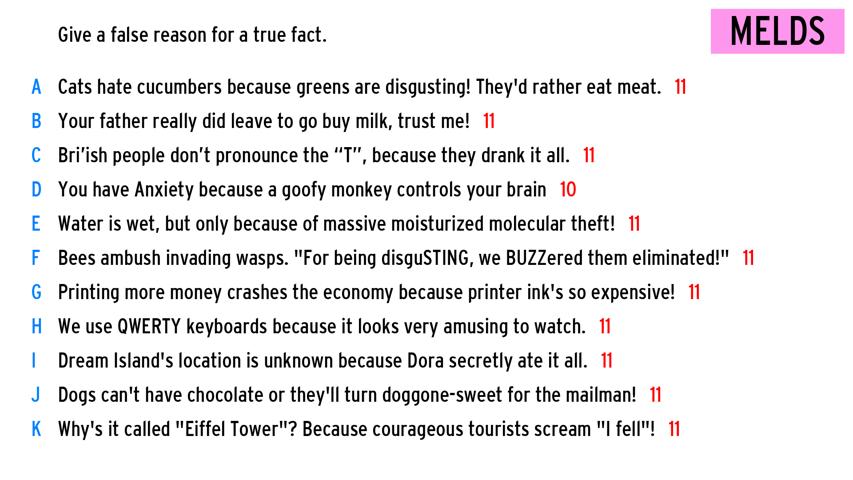 Give a false reason for a true fact.
MELDS
A Cats hate cucumbers because greens are disgusting! They'd rather eat meat. 11
B Your father really did leave to go buy milk, trust me! 11
C Bri'ish people don't pronounce the “T”, because they drank it all. 11
D You have Anxiety because a goofy monkey controls your brain 10
E Water is wet, but only because of massive moisturized molecular theft! 11
F Bees ambush invading wasps. "For being disguSTING, we BUZZered them eliminated!" 11
G Printing more money crashes the economy because printer ink's so expensive! 11
H We use QWERTY keyboards because it looks very amusing to watch. 11
I Dream Island's location is unknown because Dora secretly ate it all. 11
J Dogs can't have chocolate or they'll turn doggone-sweet for the mailman! 11
K Why's it called "Eiffel Tower"? Because courageous tourists scream "I fell"! 11